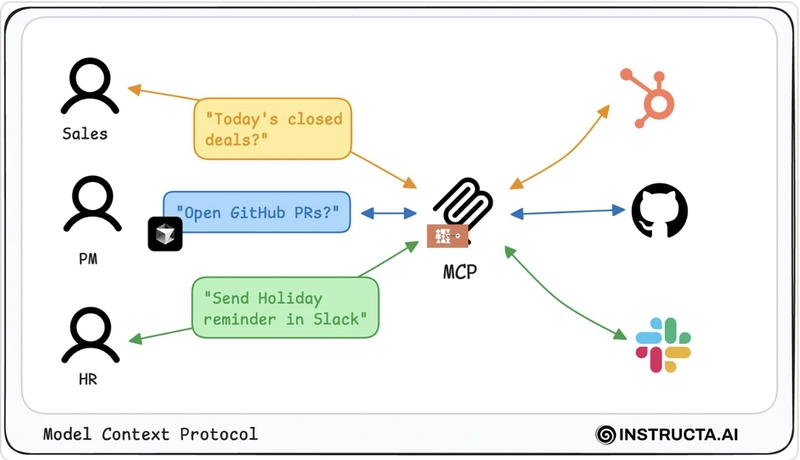 "Today's closed
deals?"
Sales
"Open GitHub PRs?"
PM
MCP
"Send Holiday
reminder in Slack"
HR
Model Context Protocol
INSTRUCTA.AI